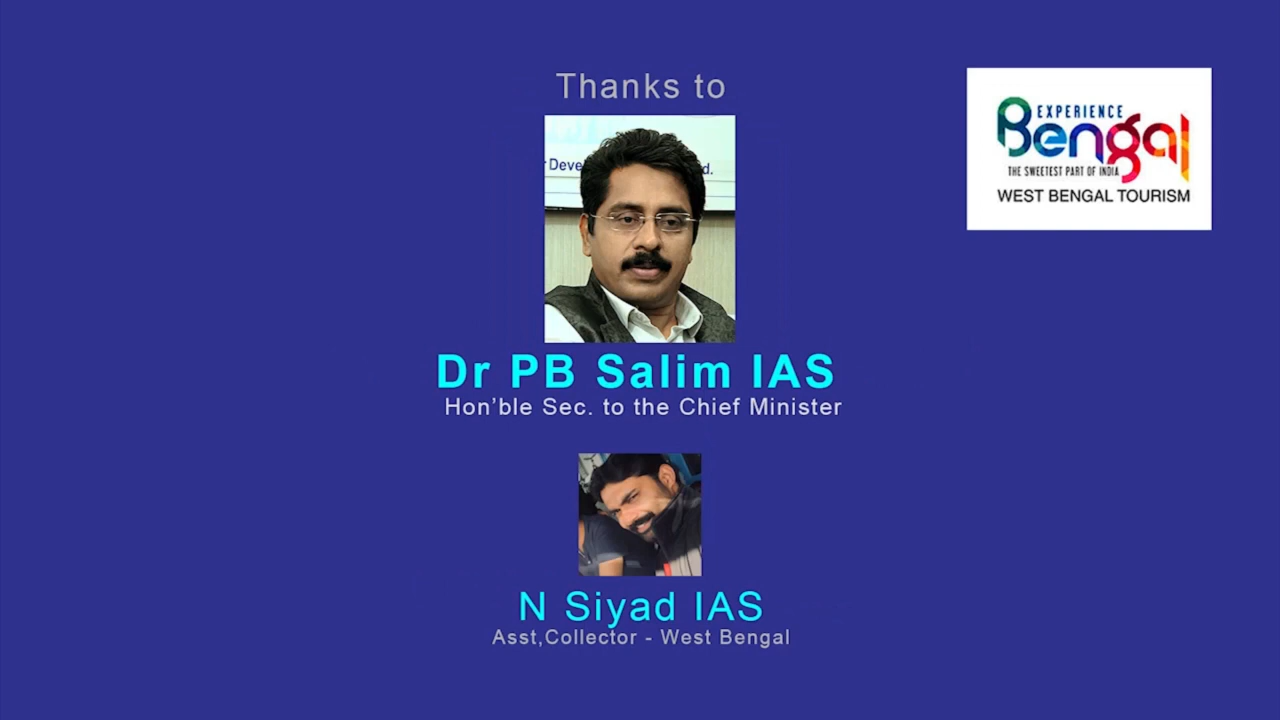 Thanks to
EXPERIENCE
Bengal
THE SWEETEST PART OF INDIA
WEST BENGAL TOURISM
r Deve
d.
Dr PB Salim IAS
Hon’ble Sec. to the Chief Minister
N Siyad IAS
Asst,Collector - West Bengal